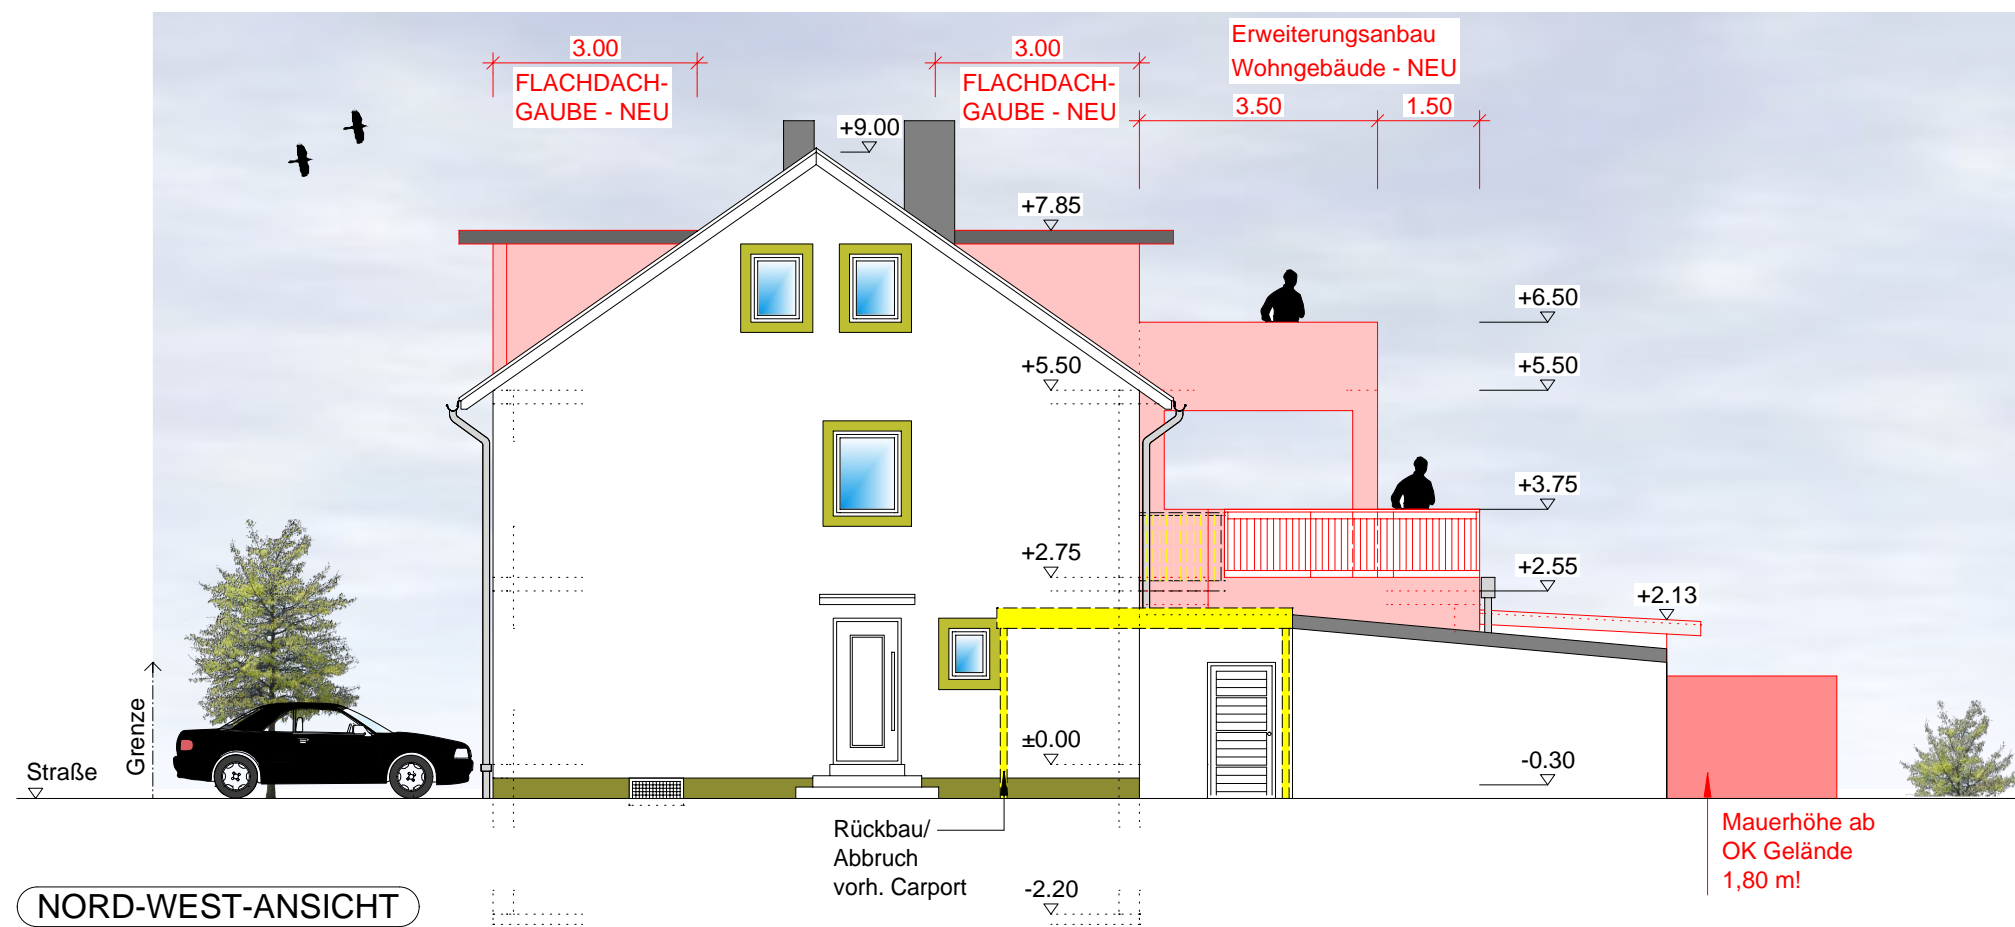 3.00
FLACHDACH-
GAUBE - NEU
3.00
FLACHDACH-
GAUBE - NEU
Erweiterungsanbau
Wohngebäude - NEU
3.50
1.50
+9.00
+7.85
+6.50
+5.50
+5.50
+3.75
+2.75
+2.55
+2.13
±0.00
-0.30
Grenze
Straße
Rückbau/
Abbruch
vorh. Carport
-2.20
Mauerhöhe ab
OK Gelände
1,80 m!
NORD-WEST-ANSICHT